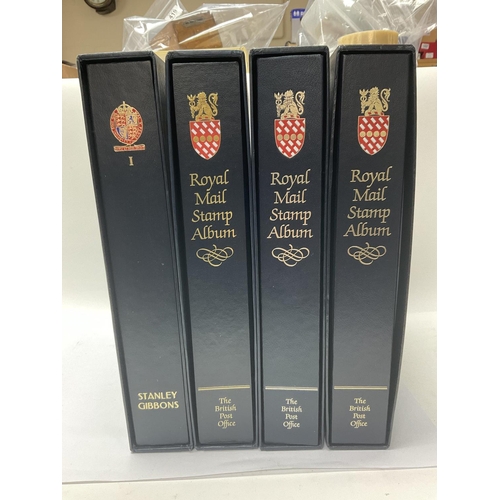 I
STANLEY
GIBBONS
Royal
Mail
Stamp
Album
The
British
Post
Office
Royal
Mail
Stamp
Album
The
British
Post
Office
Royal
Mail
Stamp
Album
The
British
Post
Office